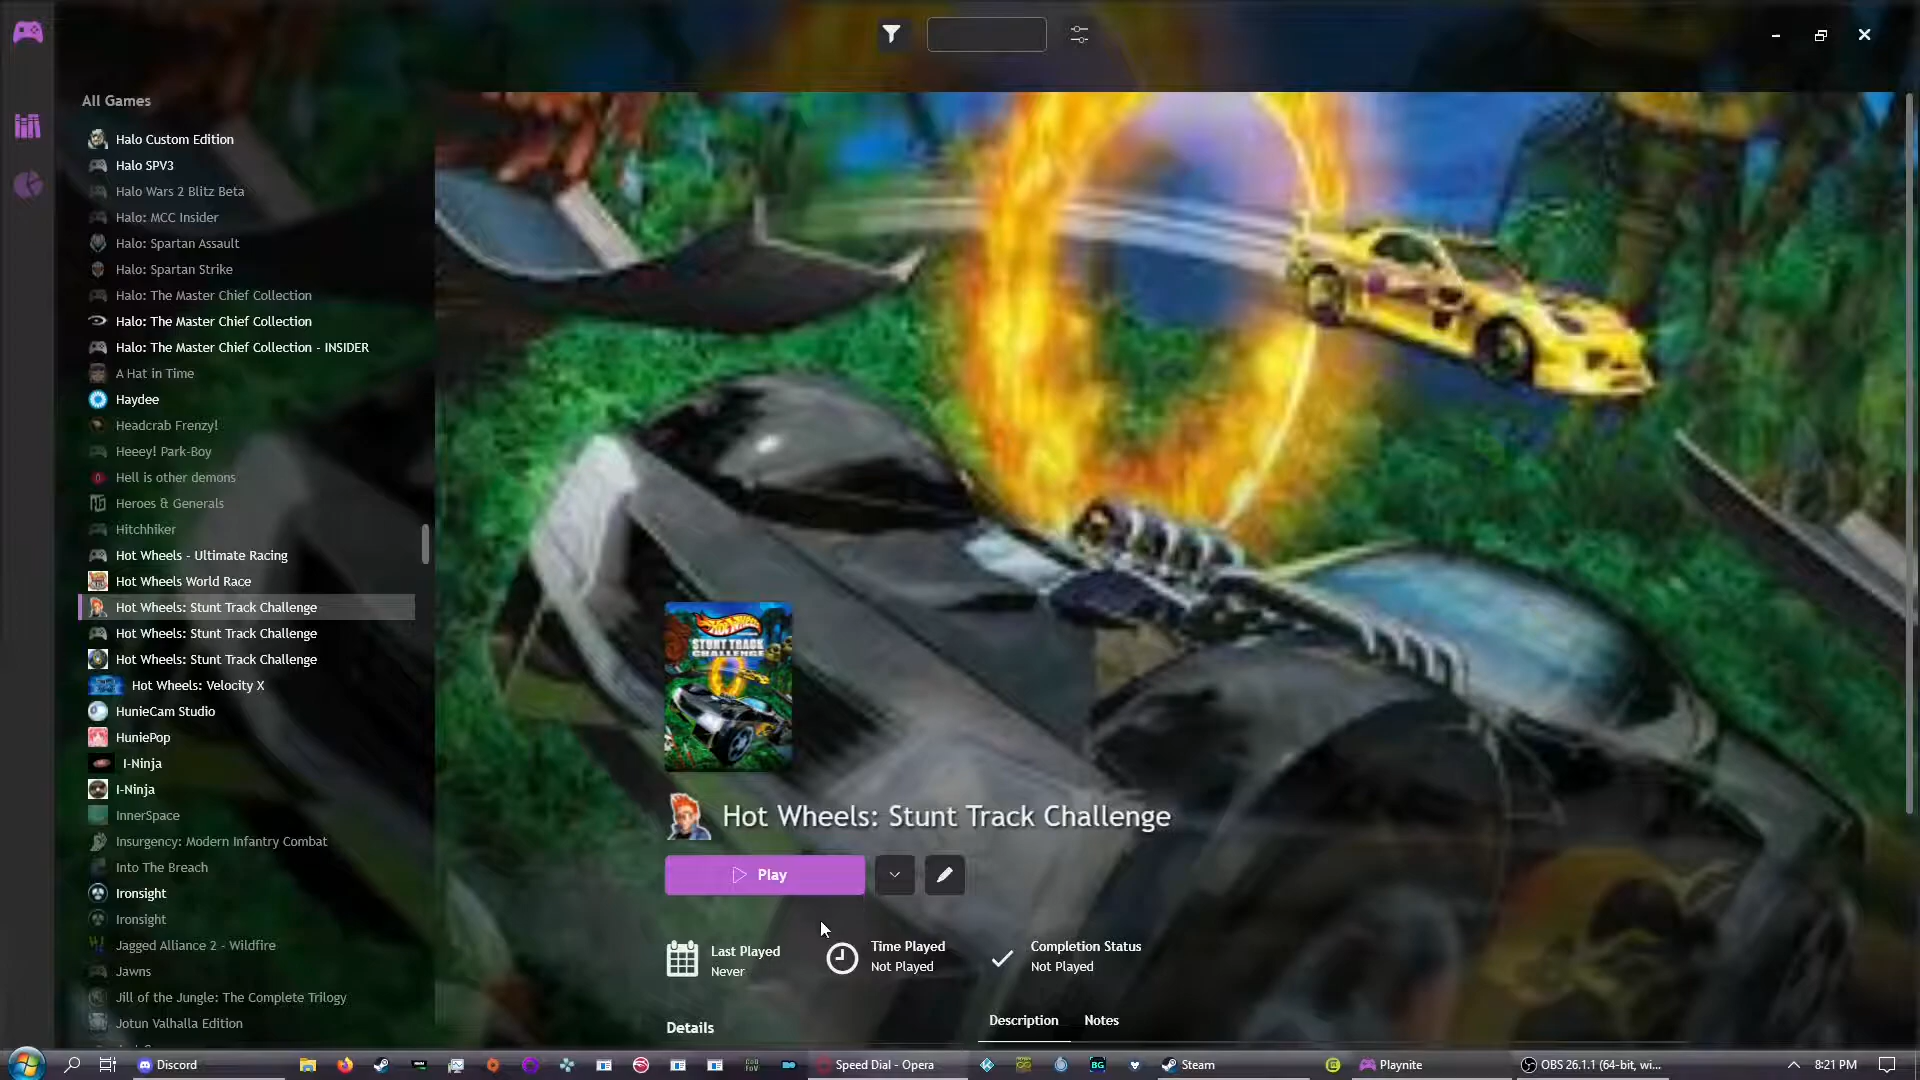 All Games
Halo Custom Edition
Halo SPV3
Halo Wars 2 Blitz Beta
Halo: MCC Insider
Halo: Spartan Assault
Halo: Spartan Strike
Halo: The Master Chief Collection
Halo: The Master Chief Collection
Halo: The Master Chief Collection - INSIDER
A Hat in Time
Haydee
Headcrab Frenzy!
Heeey! Park-Boy
Hell is other demons
Heroes & Generals
Hitchhiker
Hot Wheels - Ultimate Racing
Hot Wheels World Race
Hot Wheels: Stunt Track Challenge
Hot Wheels: Stunt Track Challenge
Hot Wheels: Stunt Track Challenge
Hot Wheels: Velocity X
HunieCam Studio
HuniePop
I-Ninja
I-Ninja
InnerSpace
Insurgency: Modern Infantry Combat
Into The Breach
Ironsight
Ironsight
Jagged Alliance 2 - Wildfire
Jawns
Jill of the Jungle: The Complete Trilogy
Jotun Valhalla Edition
HOT WHEELS
STUNT TRACK
CHALLENGE
Hot Wheels: Stunt Track Challenge
Play
Last Played
Never
Time Played
Not Played
Completion Status
Not Played
Details
Description
Notes
Discord
Speed Dial - Opera
BG
Steam
Playnite
OBS 26.1.1 (64-bit, wi...
8:21 PM